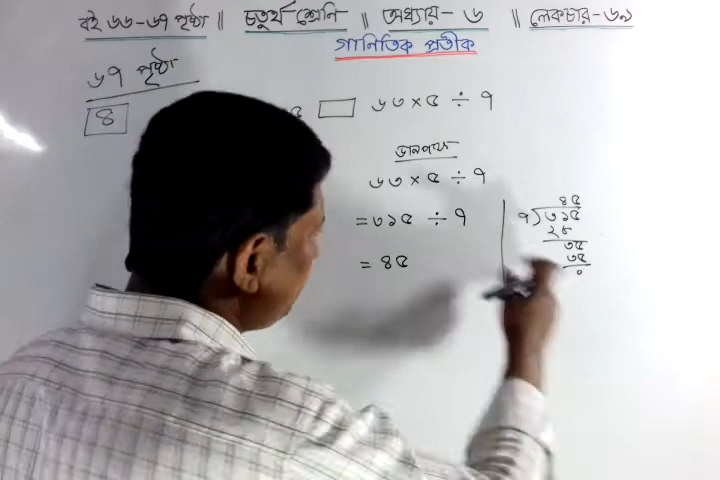 বই ৬৬-৬৭ পৃষ্ঠা || চতুর্থ শ্রেনি || অধ্যায়- ৬ || লেকচার- ৬৯
গানিতিক প্রতীক
৬৭ পৃষ্ঠা
৪ ৫ ৬৩ × ৫ ÷ ৭
ডানপক্ষ
৬৩ × ৫ ÷ ৭
= ৩১৫ ÷ ৭
= ৪৫
৪৫
৭) ৩১৫
২৮
৩৫
৩৫
০